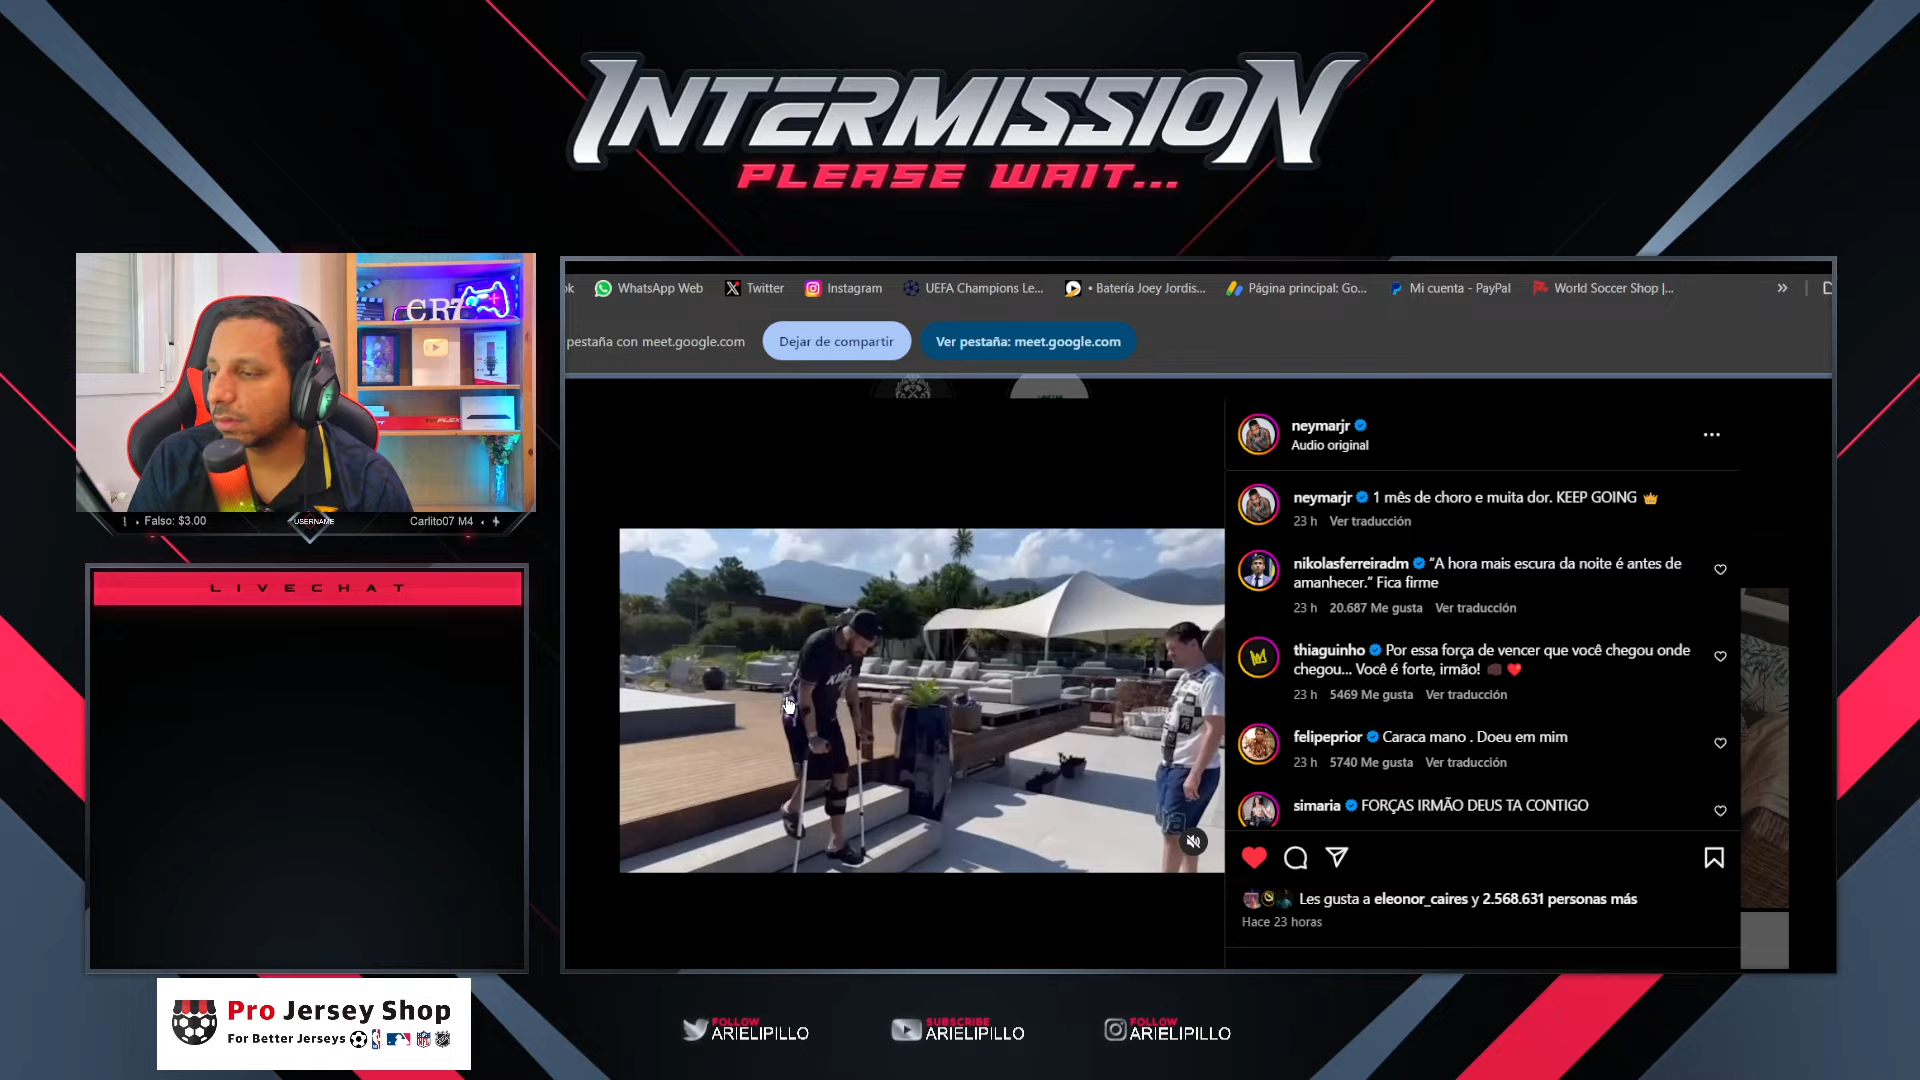 INTERMISSION
PLEASE WAIT...
WhatsApp Web
Twitter
Instagram
UEFA Champions Le...
• Batería Joey Jordis...
Página principal: Go...
Mi cuenta - PayPal
World Soccer Shop |...
pestaña con meet.google.com
Dejar de compartir
Ver pestaña: meet.google.com
CR7
Falso: $3.00
USERNAME
Carlito07 M4
LIVECHAT
neymarjr
Audio original
neymarjr 1 mês de choro e muita dor. KEEP GOING 👑
23 h Ver traducción
nikolasferreiradm “A hora mais escura da noite é antes de
amanhecer.” Fica firme
23 h 20.687 Me gusta Ver traducción
thiaguinho Por essa força de vencer que você chegou onde
chegou... Você é forte, irmão!
23 h 5469 Me gusta Ver traducción
felipeprior Caraca mano . Doeu em mim
23 h 5740 Me gusta Ver traducción
simaria FORÇAS IRMÃO DEUS TA CONTIGO
Les gusta a eleonor_caires y 2.568.631 personas más
Hace 23 horas
Pro Jersey Shop
For Better Jerseys
FOLLOW
ARIELIPILLO
SUBSCRIBE
ARIELIPILLO
FOLLOW
ARIELIPILLO